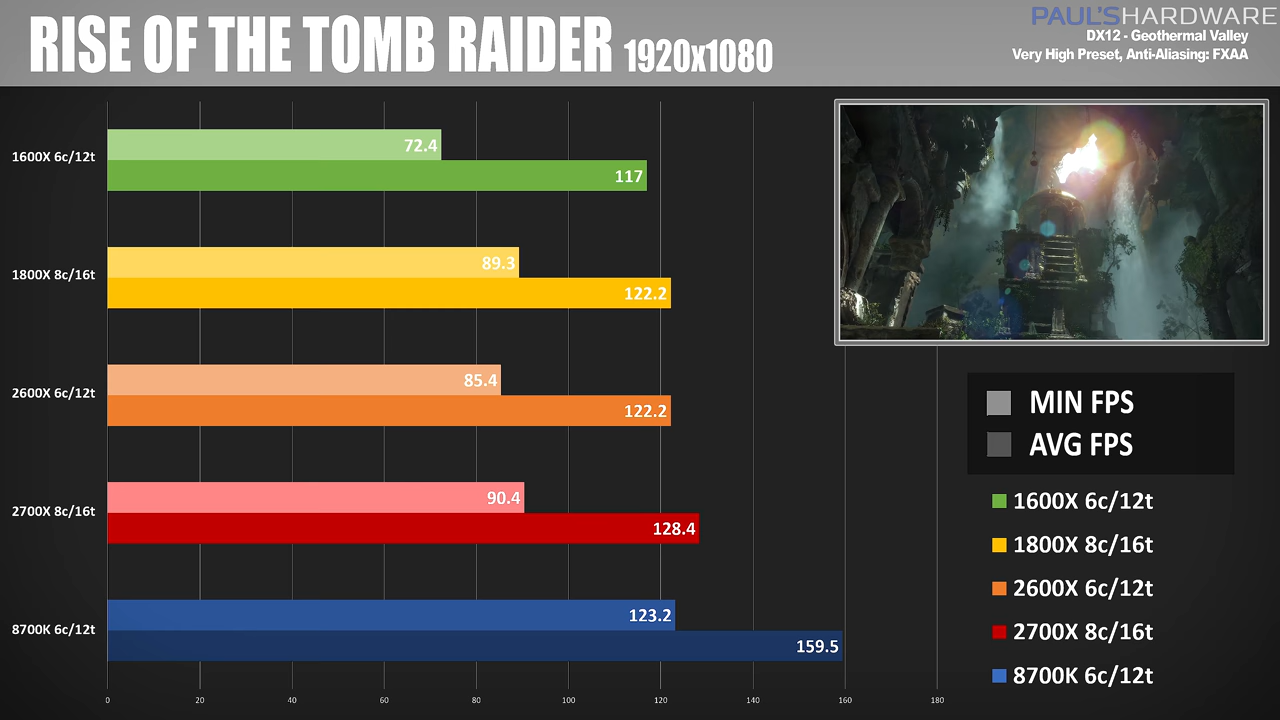 RISE OF THE TOMB RAIDER 1920x1080
PAUL'SHARDWARE
DX12 - Geothermal Valley
Very High Preset, Anti-Aliasing: FXAA
1600X 6c/12t
72.4
117
1800X 8c/16t
89.3
122.2
2600X 6c/12t
85.4
122.2
2700X 8c/16t
90.4
128.4
8700K 6c/12t
123.2
159.5
0 20 40 60 80 100 120 140 160 180
MIN FPS
AVG FPS
1600X 6c/12t
1800X 8c/16t
2600X 6c/12t
2700X 8c/16t
8700K 6c/12t